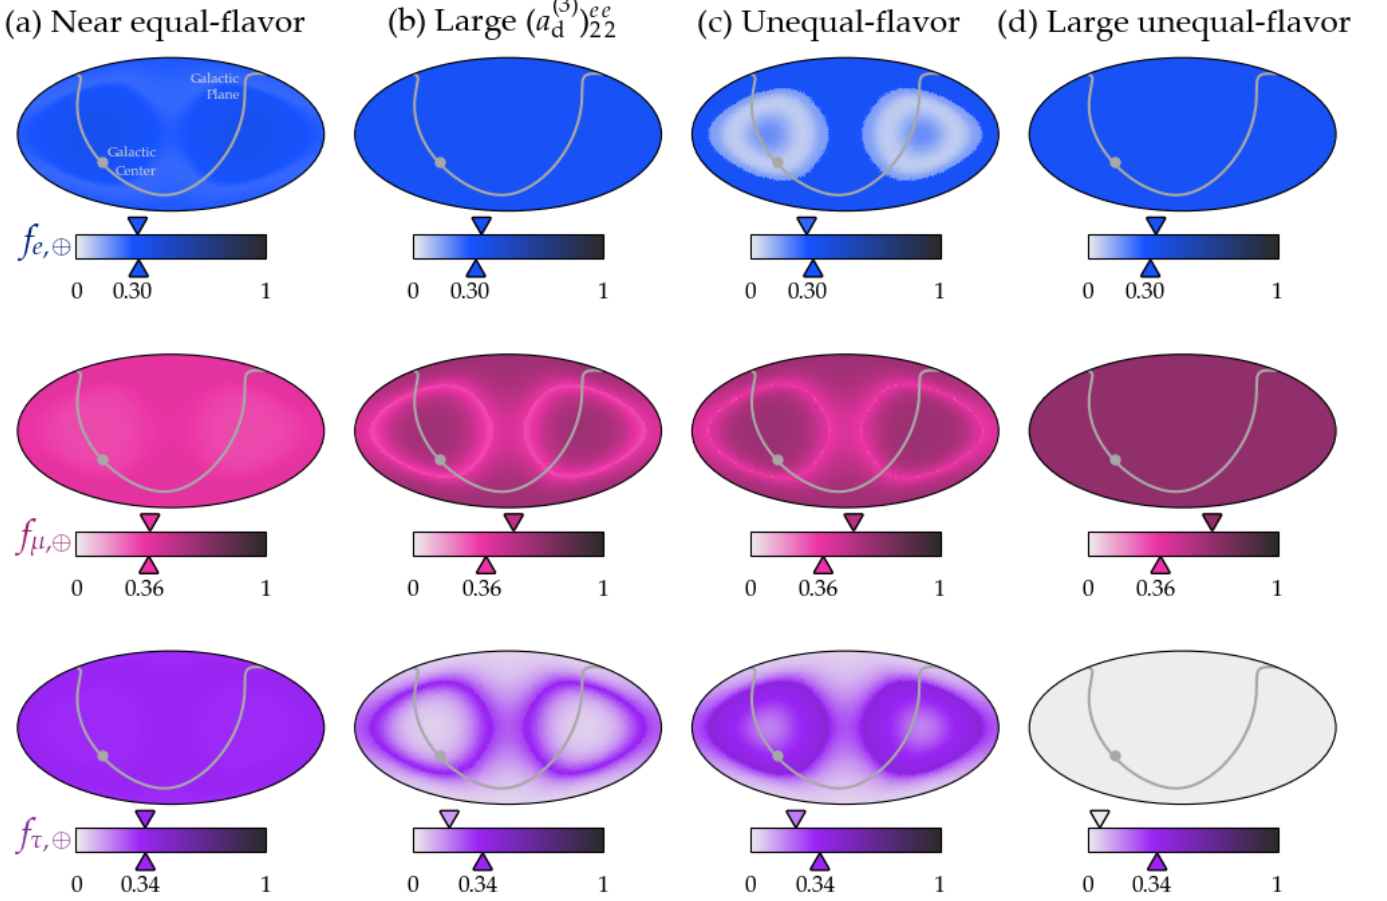 (a) Near equal-flavor (b) Large (a_d^(3))_22^ee (c) Unequal-flavor (d) Large unequal-flavor
Galactic
Plane
Galactic
Center
f_e,⊕
0 0.30 1 0 0.30 1 0 0.30 1 0 0.30 1
f_μ,⊕
0 0.36 1 0 0.36 1 0 0.36 1 0 0.36 1
f_τ,⊕
0 0.34 1 0 0.34 1 0 0.34 1 0 0.34 1